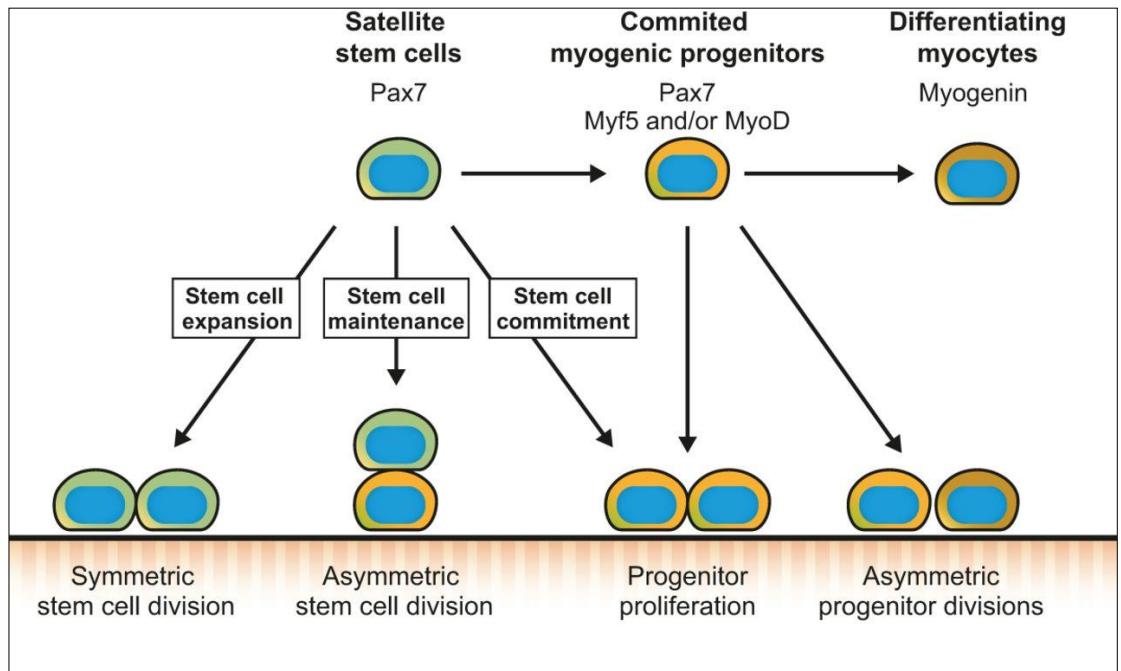 Satellite
stem cells
Pax7
Commited
myogenic progenitors
Pax7
Myf5 and/or MyoD
Differentiating
myocytes
Myogenin
Stem cell
expansion
Stem cell
maintenance
Stem cell
commitment
Symmetric
stem cell division
Asymmetric
stem cell division
Progenitor
proliferation
Asymmetric
progenitor divisions